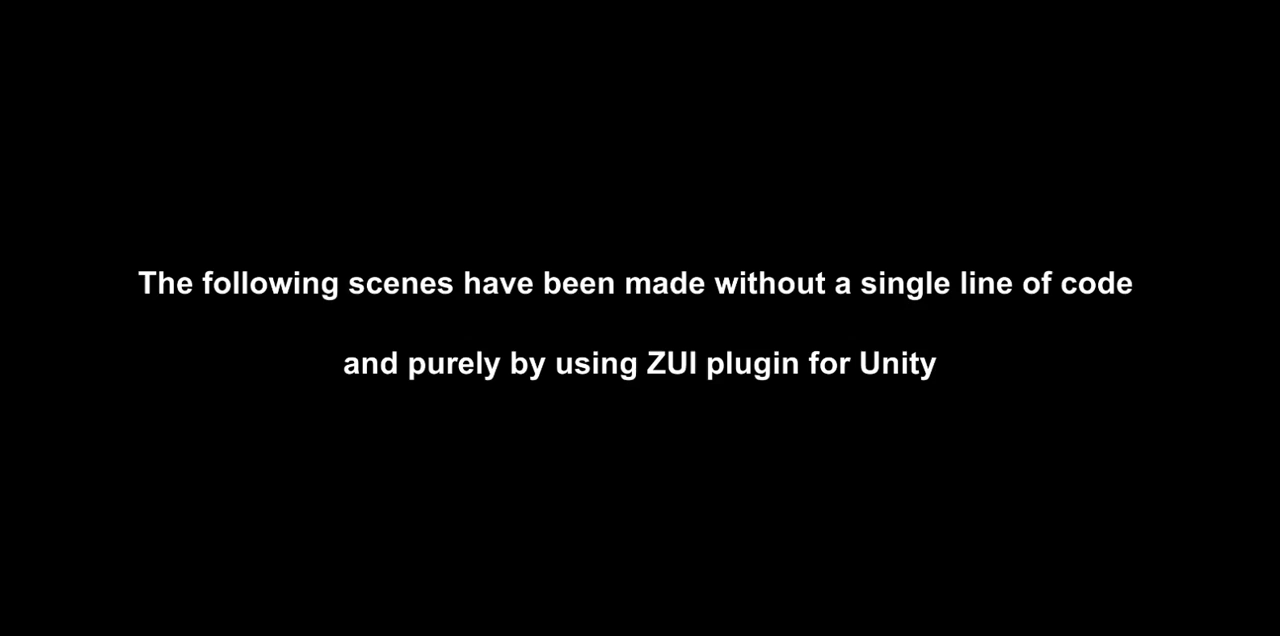 The following scenes have been made without a single line of code
and purely by using ZUI plugin for Unity